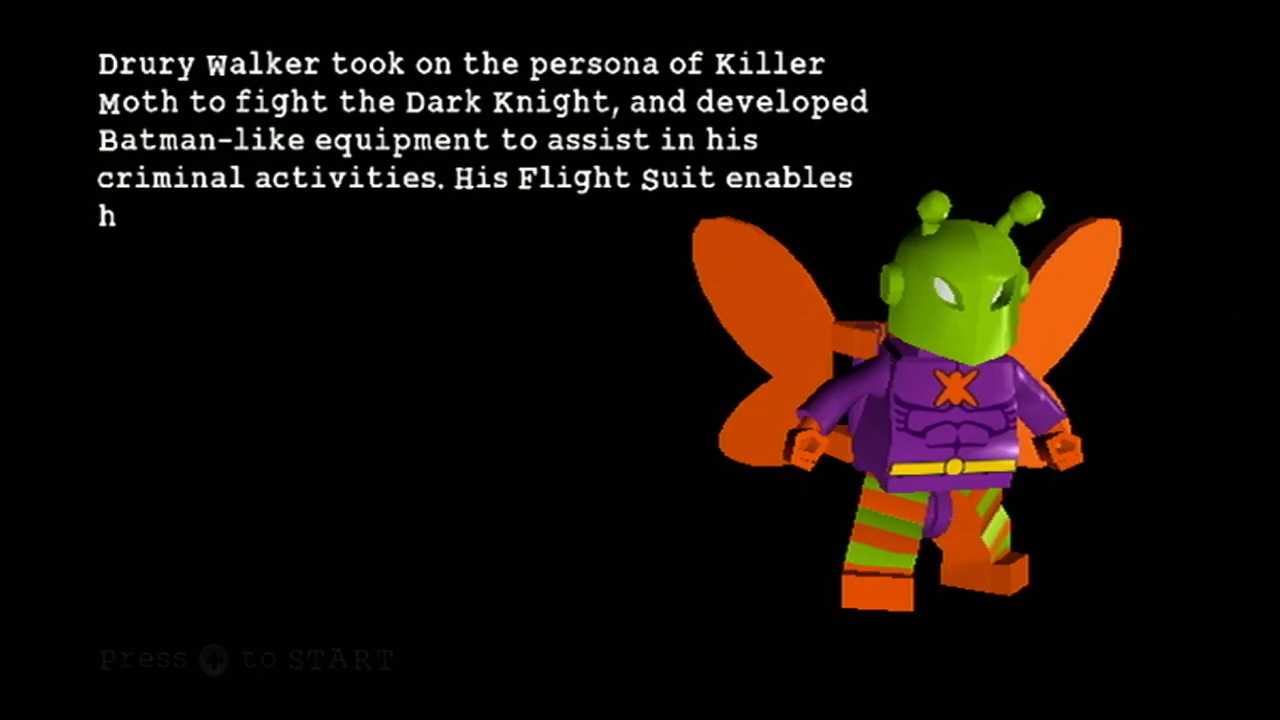 Drury Walker took on the persona of Killer
Moth to fight the Dark Knight, and developed
Batman-like equipment to assist in his
criminal activities. His Flight Suit enables
h
Press to START